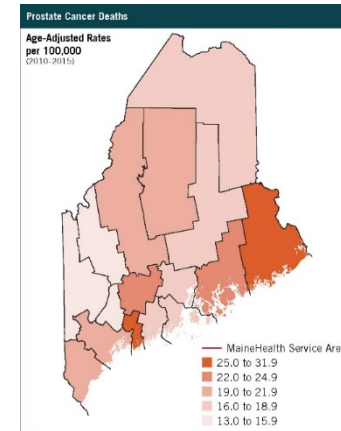 Prostate Cancer Deaths
Age-Adjusted Rates
per 100,000
(2010–2015)
MaineHealth Service Are
25.0 to 31.9
22.0 to 24.9
19.0 to 21.9
16.0 to 18.9
13.0 to 15.9